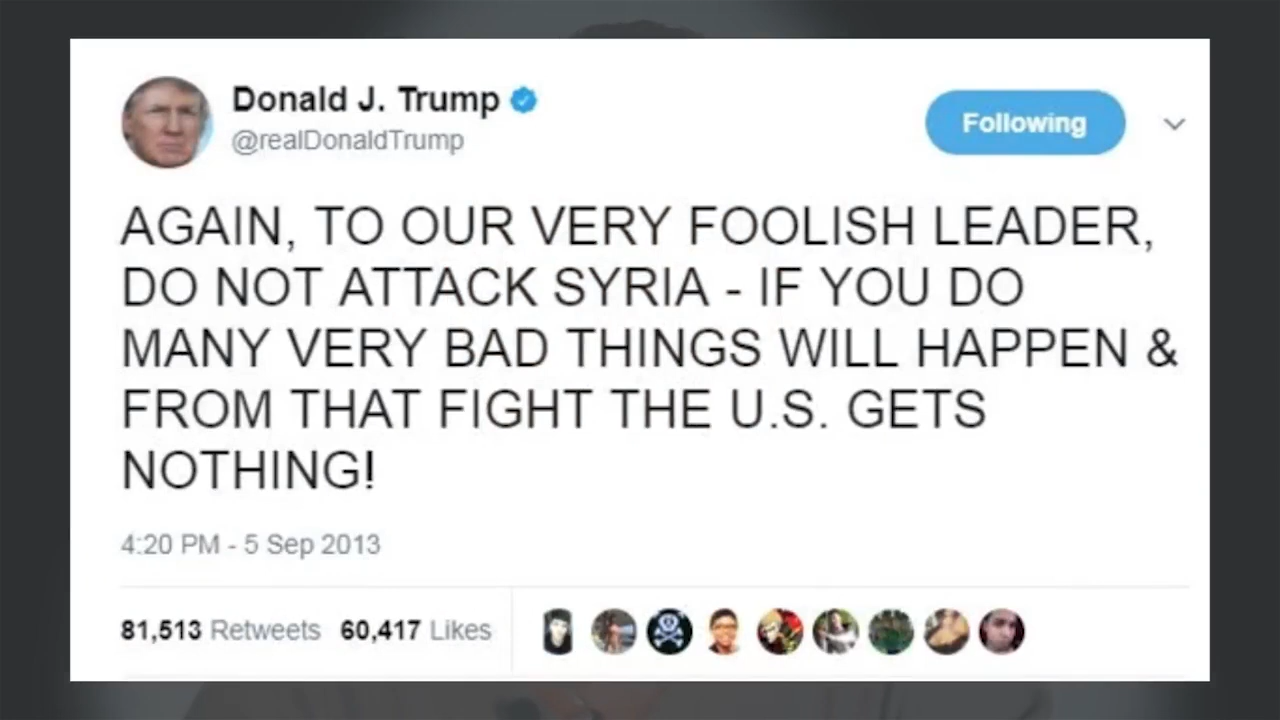 Donald J. Trump
@realDonaldTrump
Following
AGAIN, TO OUR VERY FOOLISH LEADER,
DO NOT ATTACK SYRIA - IF YOU DO
MANY VERY BAD THINGS WILL HAPPEN &
FROM THAT FIGHT THE U.S. GETS
NOTHING!
4:20 PM - 5 Sep 2013
81,513 Retweets 60,417 Likes